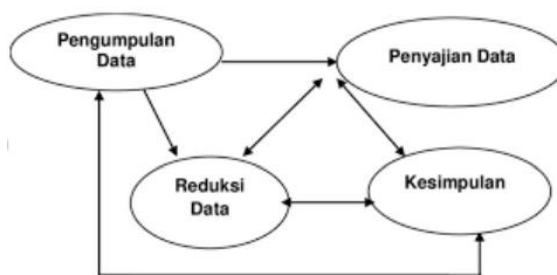 Pengumpulan
Data
Penyajian Data
Reduksi
Data
Kesimpulan